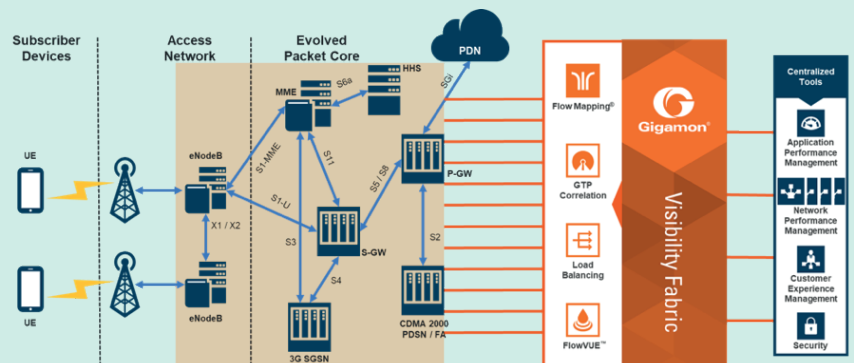 Subscriber
Devices
Access
Network
Evolved
Packet Core
PDN
HHS
S6a
MME
SGi
UE
eNodeB
S1-MME
S11
S5 / S8
P-GW
S1-U
X1 / X2
S3
S-GW
S2
S4
UE
eNodeB
3G SGSN
CDMA 2000
PDSN / FA
Flow Mapping®
GTP
Correlation
Load
Balancing
FlowVUE™
Gigamon®
Visibility Fabric
Centralized
Tools
Application
Performance
Management
Network
Performance
Management
Customer
Experience
Management
Security